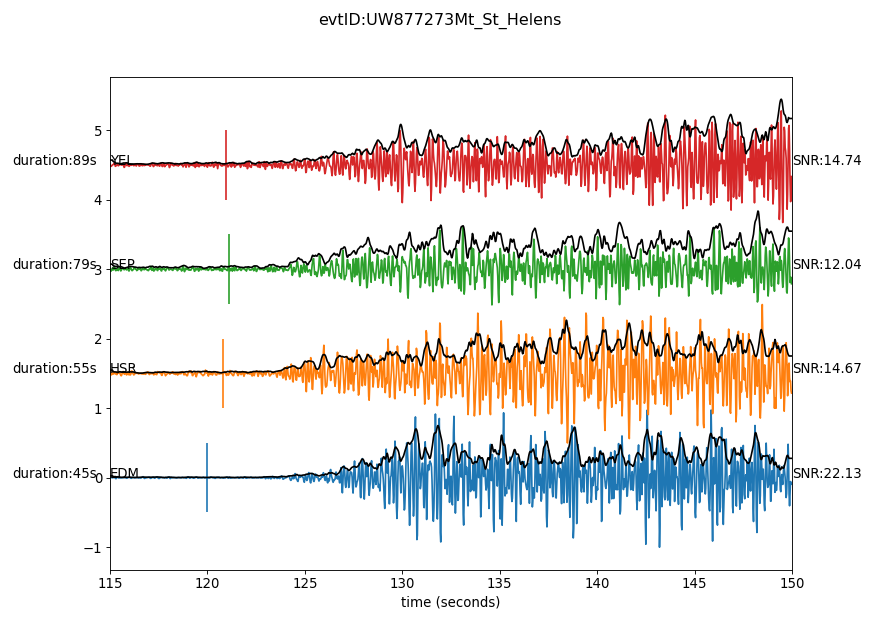 evtID:UW877273Mt_St_Helens
5
duration:89s YEL SNR:14.74
4
duration:79s SEP SNR:12.04
3
2
duration:55s HSR SNR:14.67
1
duration:45s EDM SNR:22.13
0
−1
115 120 125 130 135 140 145 150
time (seconds)